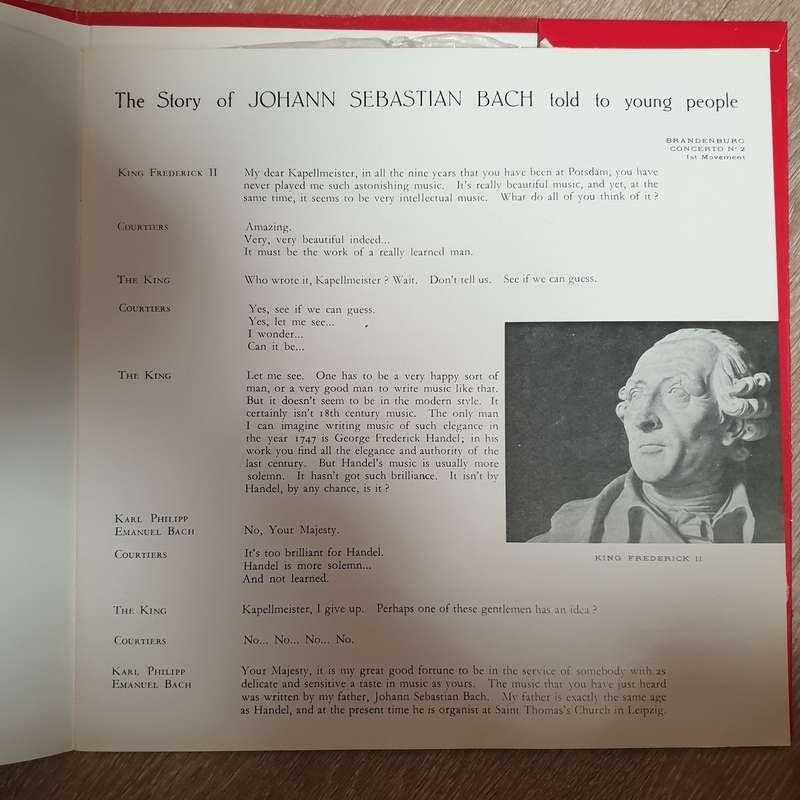 The Story of JOHANN SEBASTIAN BACH told to young people
BRANDENBURG
CONCERTO Nº 2
1st Movement
KING FREDERICK II
My dear Kapellmeister, in all the nine years that you have been at Potsdam, you have
never played me such astonishing music. It's really beautiful music, and yet, at the
same time, it seems to be very intellectual music. What do all of you think of it?
COURTIERS
Amazing.
Very, very beautiful indeed...
It must be the work of a really learned man.
THE KING
Who wrote it, Kapellmeister? Wait. Don't tell us. See if we can guess.
COURTIERS
Yes, see if we can guess.
Yes, let me see...
I wonder...
Can it be...
THE KING
Let me see. One has to be a very happy sort of
man, or a very good man to write music like that.
But it doesn't seem to be in the modern style. It
certainly isn't 18th century music. The only man
I can imagine writing music of such elegance in
the year 1747 is George Frederick Handel; in his
work you find all the elegance and authority of the
last century. But Handel's music is usually more
solemn. It hasn't got such brilliance. It isn't by
Handel, by any chance, is it?
KING FREDERICK II
KARL PHILIPP
EMANUEL BACH
No, Your Majesty.
COURTIERS
It's too brilliant for Handel.
Handel is more solemn...
And not learned.
THE KING
Kapellmeister, I give up. Perhaps one of these gentlemen has an idea?
COURTIERS
No... No... No... No.
KARL PHILIPP
EMANUEL BACH
Your Majesty, it is my great good fortune to be in the service of somebody with as
delicate and sensitive a taste in music as yours. The music that you have just heard
was written by my father, Johann Sebastian Bach. My father is exactly the same age
as Handel, and at the present time he is organist at Saint Thomas's Church in Leipzig.